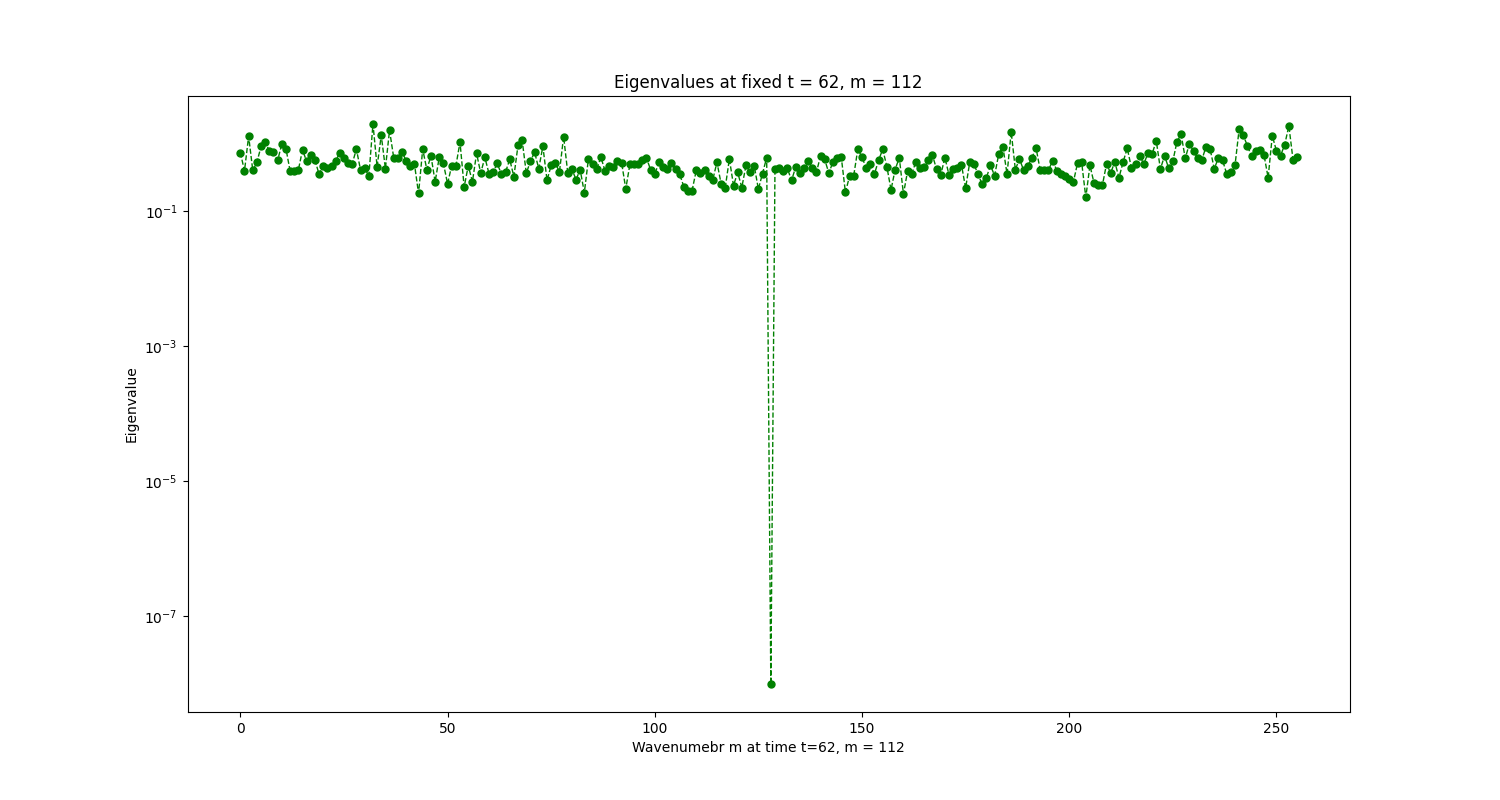 Eigenvalues at fixed t = 62, m = 112
Eigenvalue
10⁻¹
10⁻³
10⁻⁵
10⁻⁷
0 50 100 150 200 250
Wavenumebr m at time t=62, m = 112